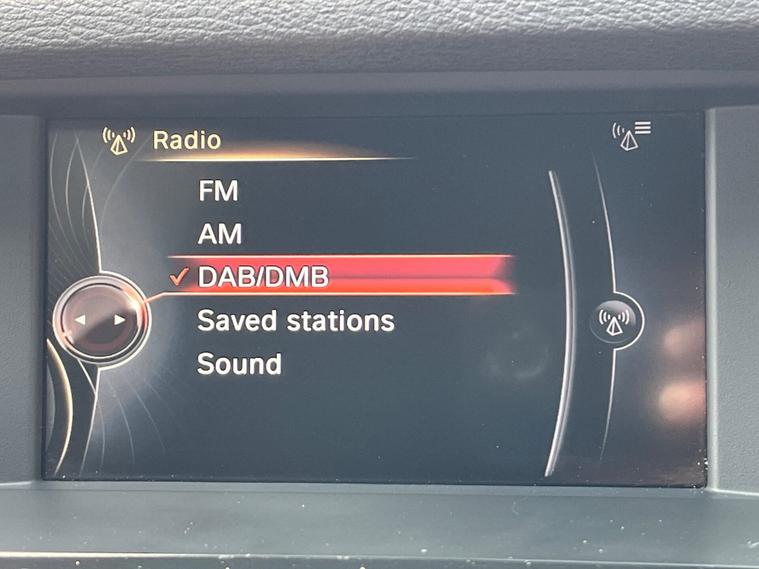 Radio
FM
AM
DAB/DMB
Saved stations
Sound